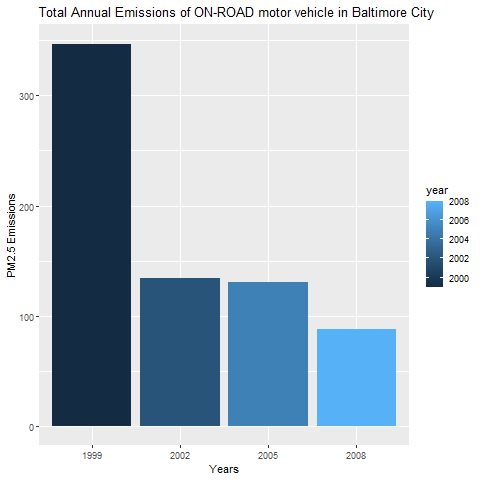 Total Annual Emissions of ON-ROAD motor vehicle in Baltimore City
PM2.5 Emissions
300
200
100
0
1999 2002 2005 2008
Years
year
2008
2006
2004
2002
2000